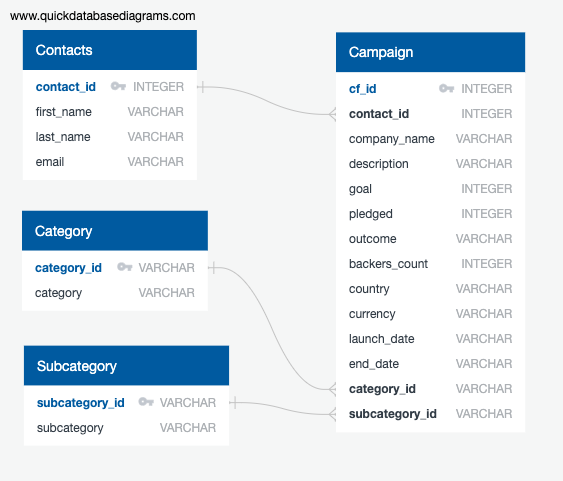 www.quickdatabasediagrams.com
Contacts
contact_id INTEGER
first_name VARCHAR
last_name VARCHAR
email VARCHAR
Category
category_id VARCHAR
category VARCHAR
Subcategory
subcategory_id VARCHAR
subcategory VARCHAR
Campaign
cf_id INTEGER
contact_id INTEGER
company_name VARCHAR
description VARCHAR
goal INTEGER
pledged INTEGER
outcome VARCHAR
backers_count INTEGER
country VARCHAR
currency VARCHAR
launch_date VARCHAR
end_date VARCHAR
category_id VARCHAR
subcategory_id VARCHAR